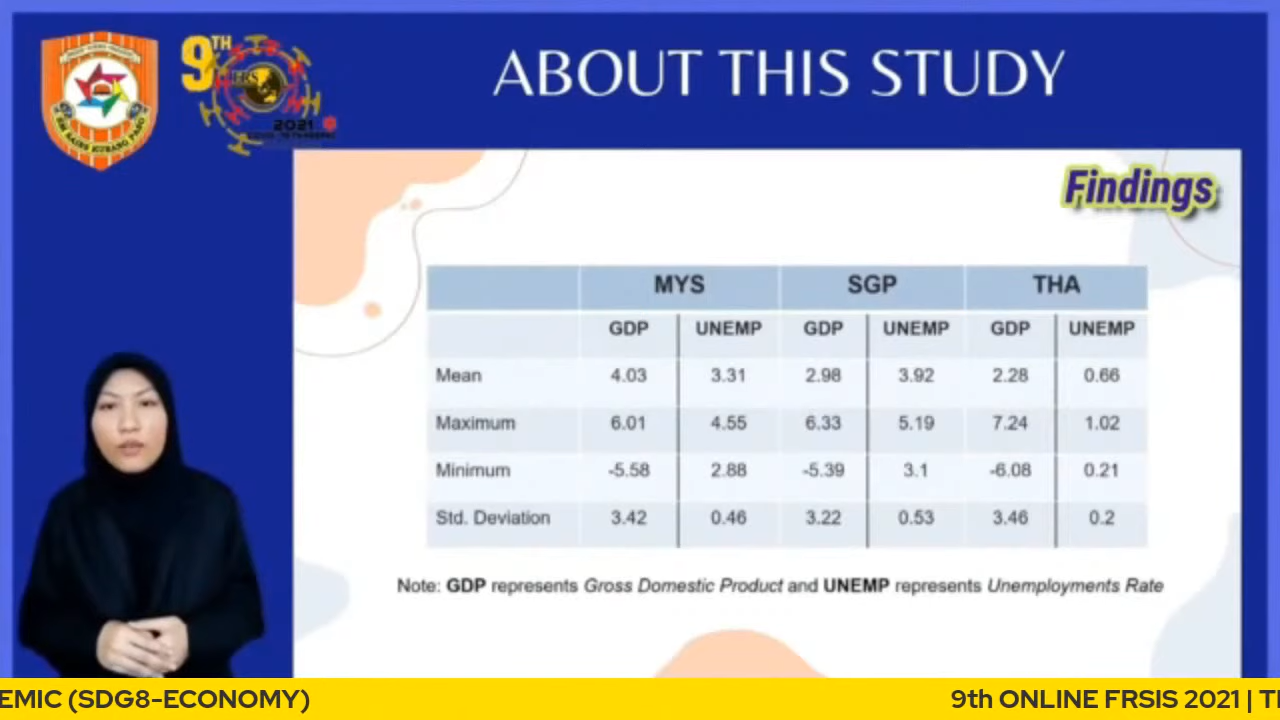 9TH
2021
ABOUT THIS STUDY
Findings
MYS SGP THA
GDP UNEMP GDP UNEMP GDP UNEMP
Mean 4.03 3.31 2.98 3.92 2.28 0.66
Maximum 6.01 4.55 6.33 5.19 7.24 1.02
Minimum -5.58 2.88 -5.39 3.1 -6.08 0.21
Std. Deviation 3.42 0.46 3.22 0.53 3.46 0.2
Note: GDP represents Gross Domestic Product and UNEMP represents Unemployments Rate
EMIC (SDG8-ECONOMY) 9th ONLINE FRSIS 2021 |